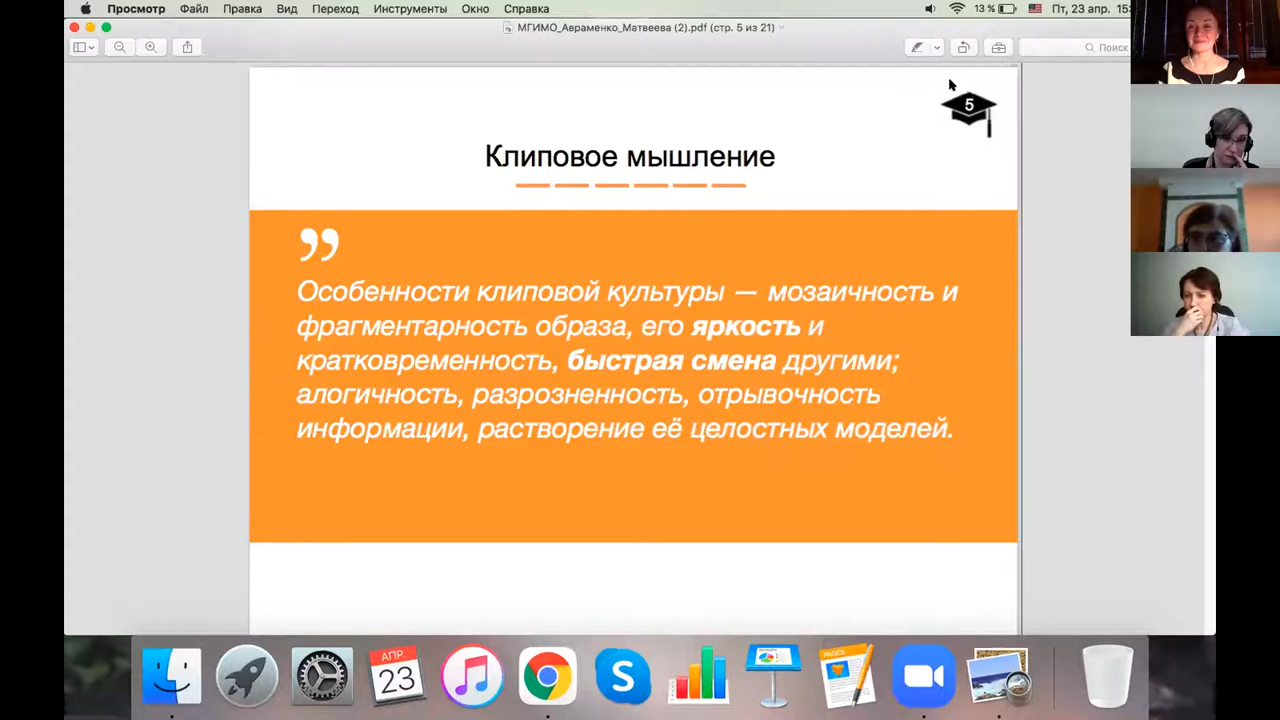 Просмотр Файл Правка Вид Переход Инструменты Окно Справка 13 % Пт, 23 апр. 15:
МГИМО_Авраменко_Матвеева (2).pdf (стр. 5 из 21)
Поиск
5
Клиповое мышление
”
Особенности клиповой культуры — мозаичность и
фрагментарность образа, его яркость и
кратковременность, быстрая смена другими;
алогичность, разрозненность, отрывочность
информации, растворение её целостных моделей.
АПР.
23
PAGES